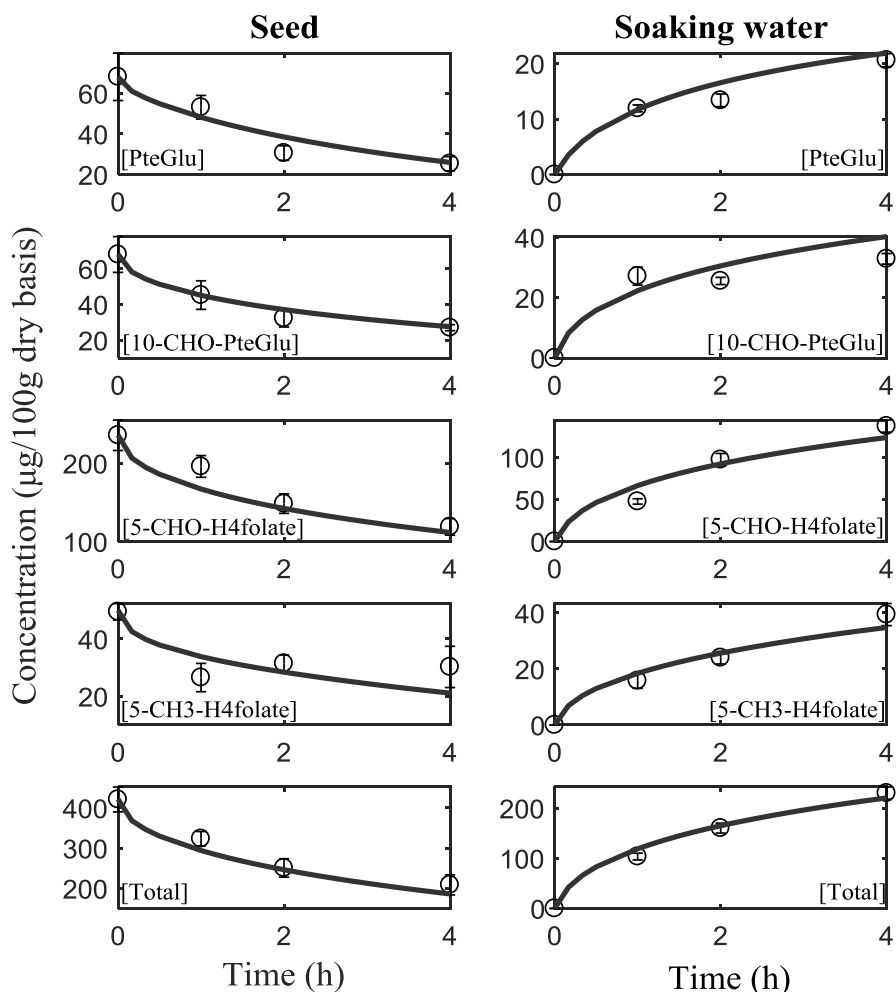 Seed
Soaking water
Concentration (µg/100g dry basis)
60
40
20
[PteGlu]
0 2 4
20
10
0
[PteGlu]
0 2 4
60
40
20
[10-CHO-PteGlu]
0 2 4
40
20
0
[10-CHO-PteGlu]
0 2 4
200
100
[5-CHO-H4folate]
0 2 4
100
50
0
[5-CHO-H4folate]
0 2 4
40
20
[5-CH3-H4folate]
0 2 4
40
20
0
[5-CH3-H4folate]
0 2 4
400
300
200
[Total]
0 2 4
200
100
0
[Total]
0 2 4
Time (h)
Time (h)